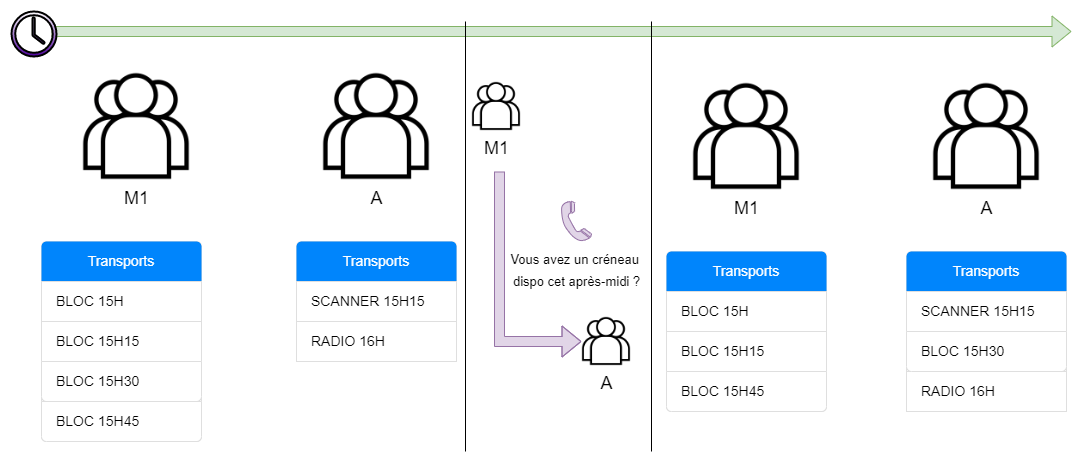 M1
Transports
BLOC 15H
BLOC 15H15
BLOC 15H30
BLOC 15H45
A
Transports
SCANNER 15H15
RADIO 16H
M1
Vous avez un créneau
dispo cet après-midi ?
A
M1
Transports
BLOC 15H
BLOC 15H15
BLOC 15H45
A
Transports
SCANNER 15H15
BLOC 15H30
RADIO 16H